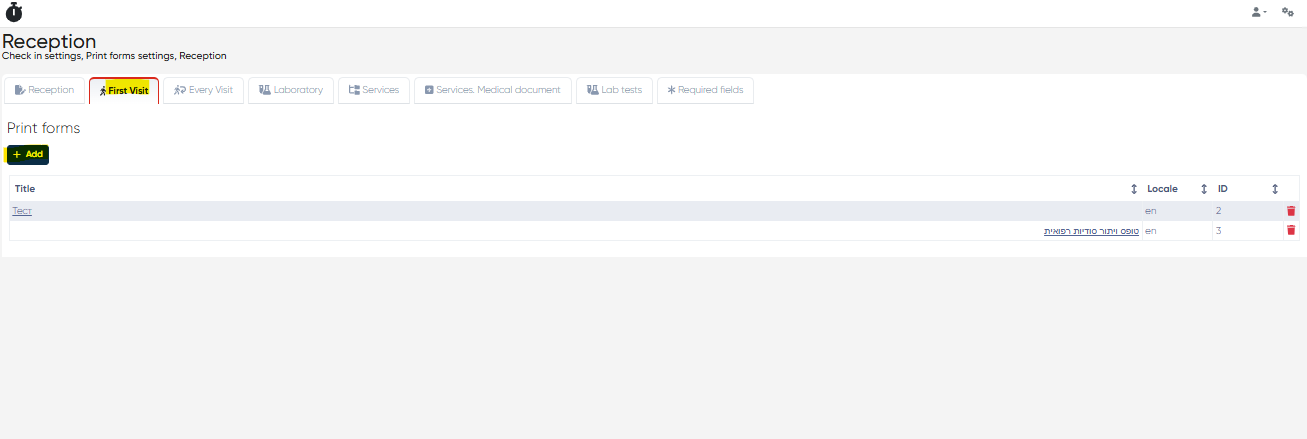 Reception
Check in settings, Print forms settings, Reception
Reception First Visit Every Visit Laboratory Services Services. Medical document Lab tests Required fields
Print forms
+ Add
Title Locale ID
Тест en 2
טופס ויתור סודיות רפואית en 3